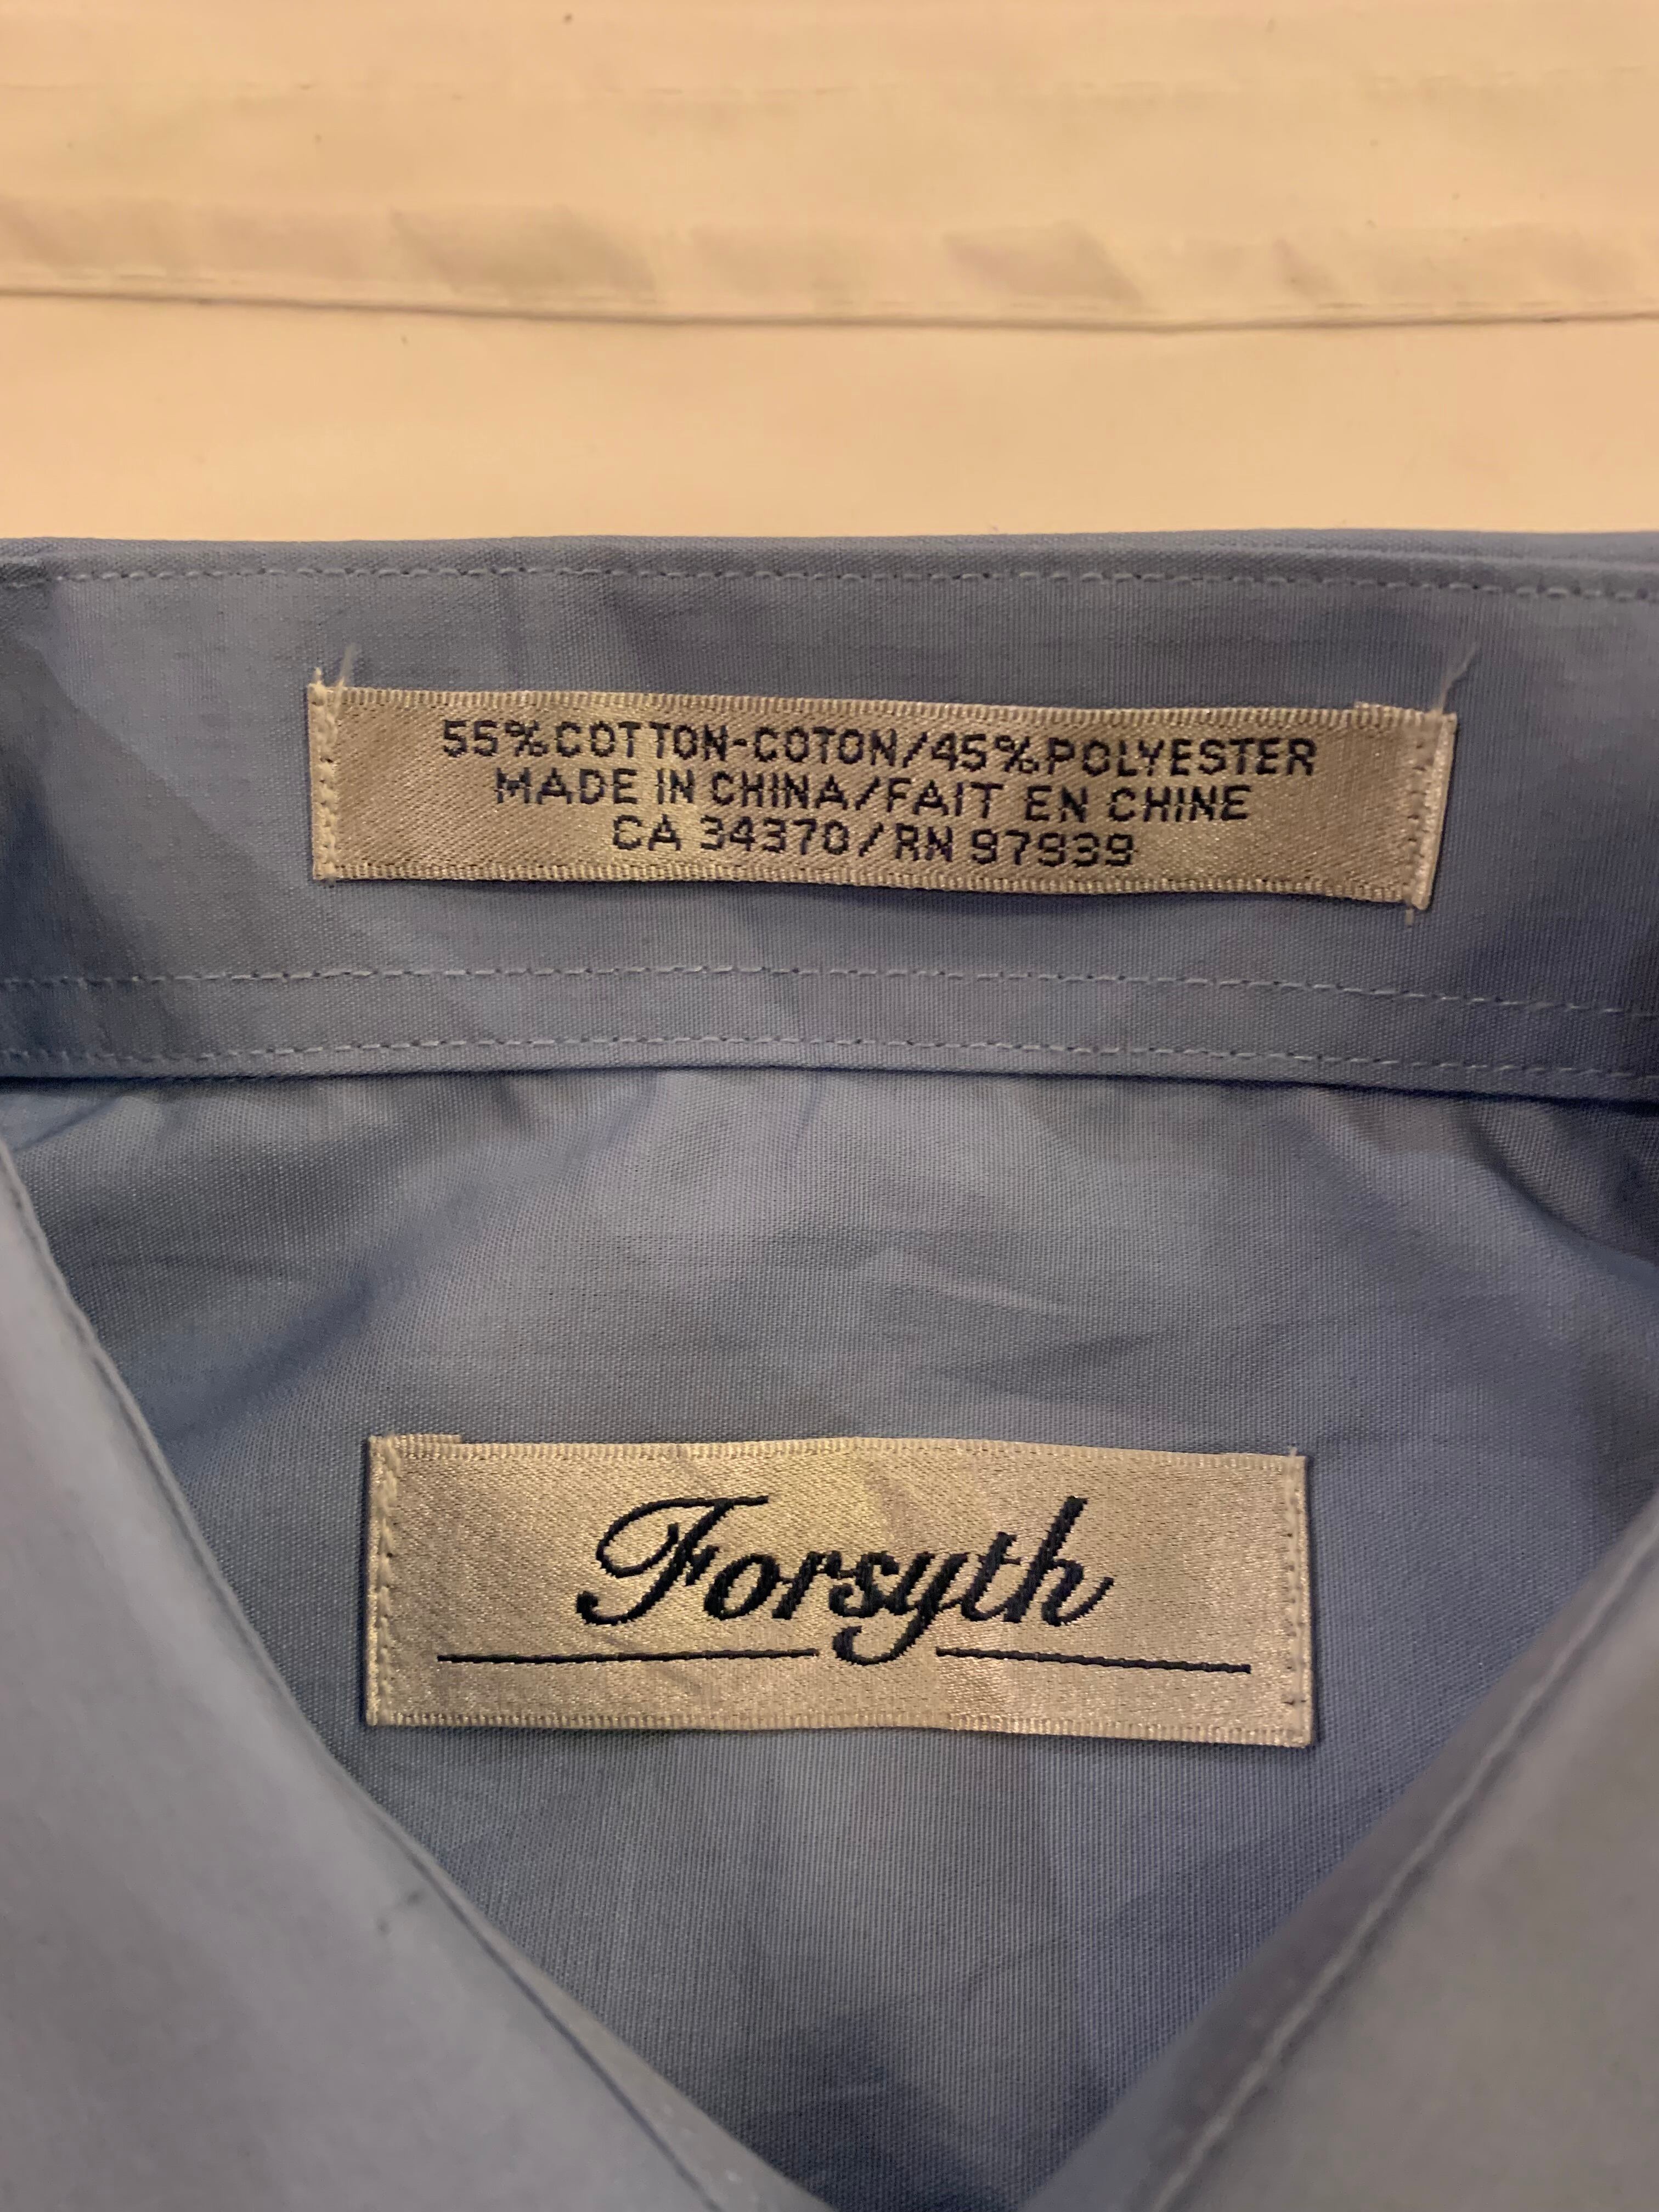 55%COTTON-COTON/45%POLYESTER
MADE IN CHINA/FAIT EN CHINE
CA 34370/RN 97939
Forsyth